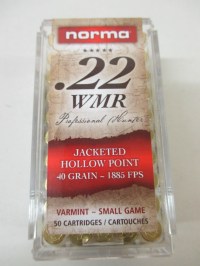 norma
.22
WMR
Professional Hunter
JACKETED
HOLLOW POINT
40 GRAIN ~ 1885 FPS
VARMINT ~ SMALL GAME
50 CARTRIDGES / CARTOUCHES